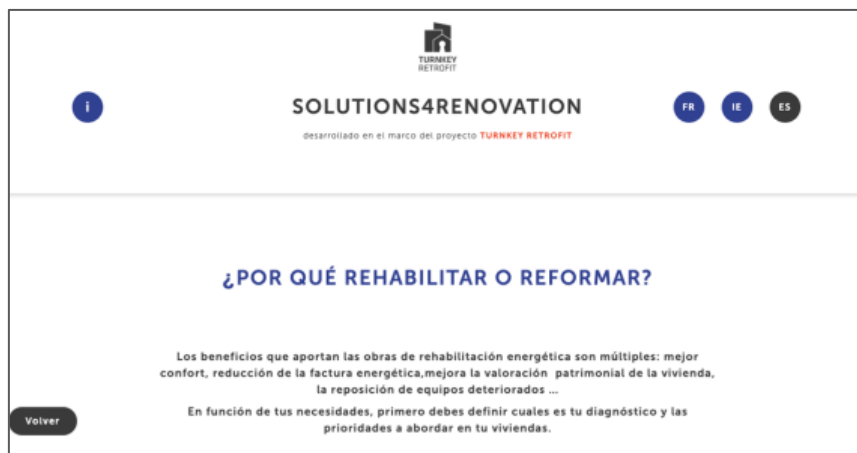 TURNKEY
RETROFIT
i
SOLUTIONS4RENOVATION
FR
IE
ES
desarrollado en el marco del proyecto TURNKEY RETROFIT
¿POR QUÉ REHABILITAR O REFORMAR?
Los beneficios que aportan las obras de rehabilitación energética son múltiples: mejor
confort, reducción de la factura energética,mejora la valoración patrimonial de la vivienda,
la reposición de equipos deteriorados ...
En función de tus necesidades, primero debes definir cuales es tu diagnóstico y las
prioridades a abordar en tu viviendas.
Volver